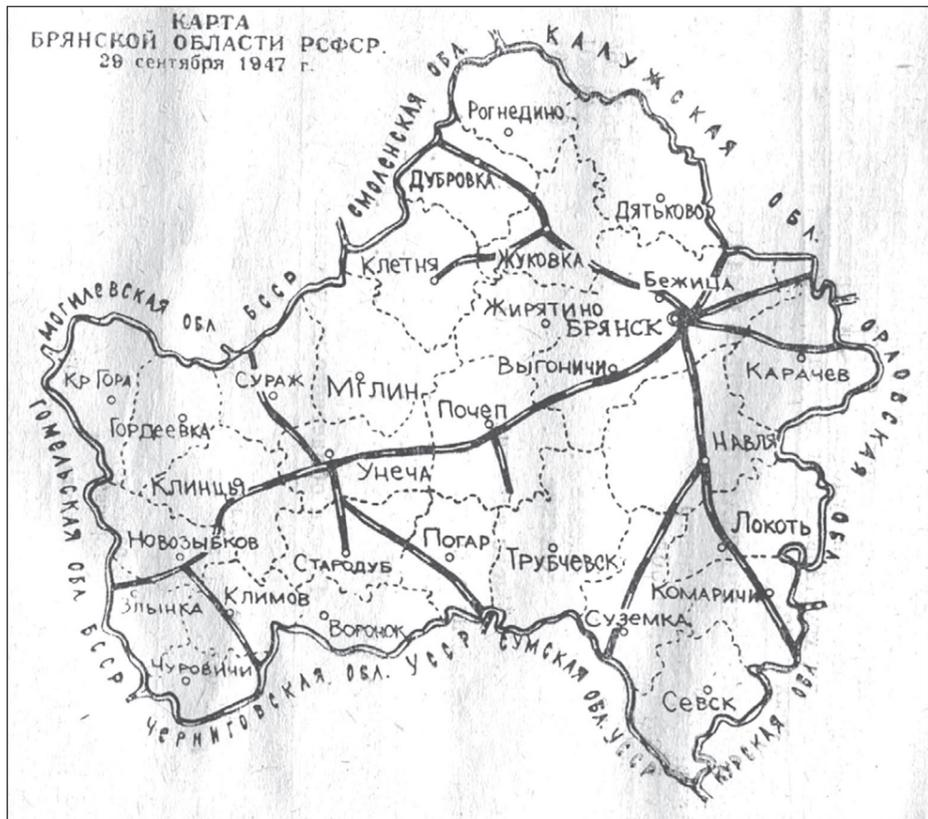 КАРТА
БРЯНСКОЙ ОБЛАСТИ РСФСР.
29 сентября 1947 г.
КАЛУЖСКАЯ ОБЛ.
СМОЛЕНСКАЯ ОБЛ
РОГНЕДИНО
ДУБРОВКА
ДЯТЬКОВО
КЛЕТНЯ
ЖУКОВКА
БЕЖИЦА
МОГИЛЕВСКАЯ ОБЛ БССР
ЖИРЯТИНО
БРЯНСК
ОРЛОВСКАЯ ОБЛ
КР ГОРА
СУРАЖ
МГЛИН
ВЫГОНИЧИ
КАРАЧЕВ
ПОЧЕП
ГОРДЕЕВКА
НАВЛЯ
УНЕЧА
КЛИНЦЫ
ГОМЕЛЬСКАЯ ОБЛ БССР
НОВОЗЫБКОВ
СТАРОДУБ
ПОГАР
ТРУБЧЕВСК
ЛОКОТЬ
ЗЛЫНКА
КЛИМОВ
КОМАРИЧИ
ВОРОНОК
СУЗЕМКА
ЧУРОВИЧИ
СЕВСК
ЧЕРНИГОВСКАЯ ОБЛ. УССР
СУМСКАЯ ОБЛ УССР
КУРСКАЯ ОБЛ